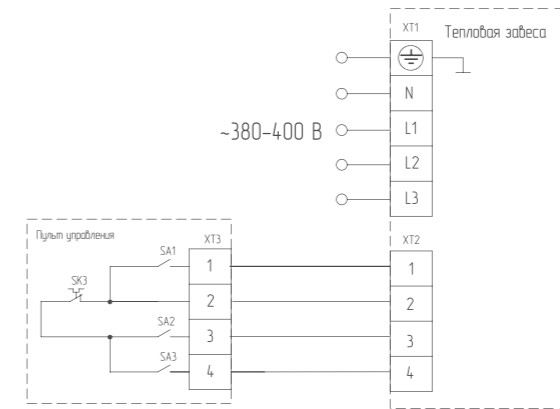 XT1
Тепловая завеса
N
~380-400 В
L1
L2
L3
Пульт управления
XT3
XT2
SA1
1
1
SK3
2
2
SA2
3
3
SA3
4
4